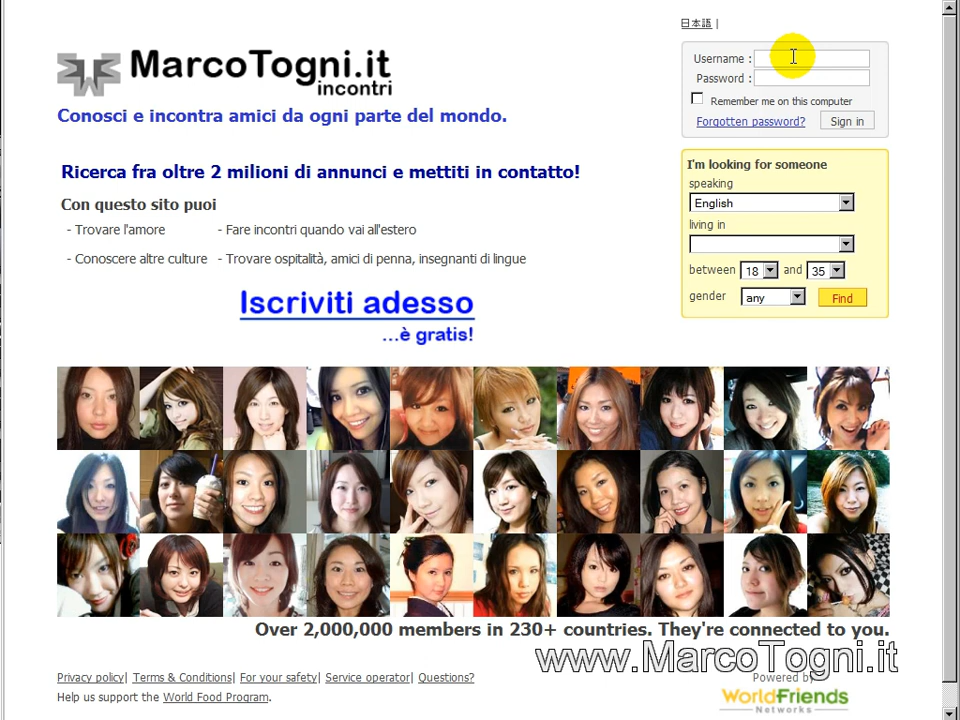 日本語 |
MarcoTogni.it
incontri
Conosci e incontra amici da ogni parte del mondo.
Username :
Password :
Remember me on this computer
Forgotten password?
Sign in
Ricerca fra oltre 2 milioni di annunci e mettiti in contatto!
Con questo sito puoi
- Trovare l'amore
- Fare incontri quando vai all'estero
- Conoscere altre culture
- Trovare ospitalità, amici di penna, insegnanti di lingue
I'm looking for someone
speaking
English
living in
between 18 and 35
gender any Find
Iscriviti adesso
...è gratis!
Over 2,000,000 members in 230+ countries. They're connected to you.
www.MarcoTogni.it
Privacy policy| Terms & Conditions| For your safety| Service operator| Questions?
Help us support the World Food Program.
Powered by
WorldFriends
Networks